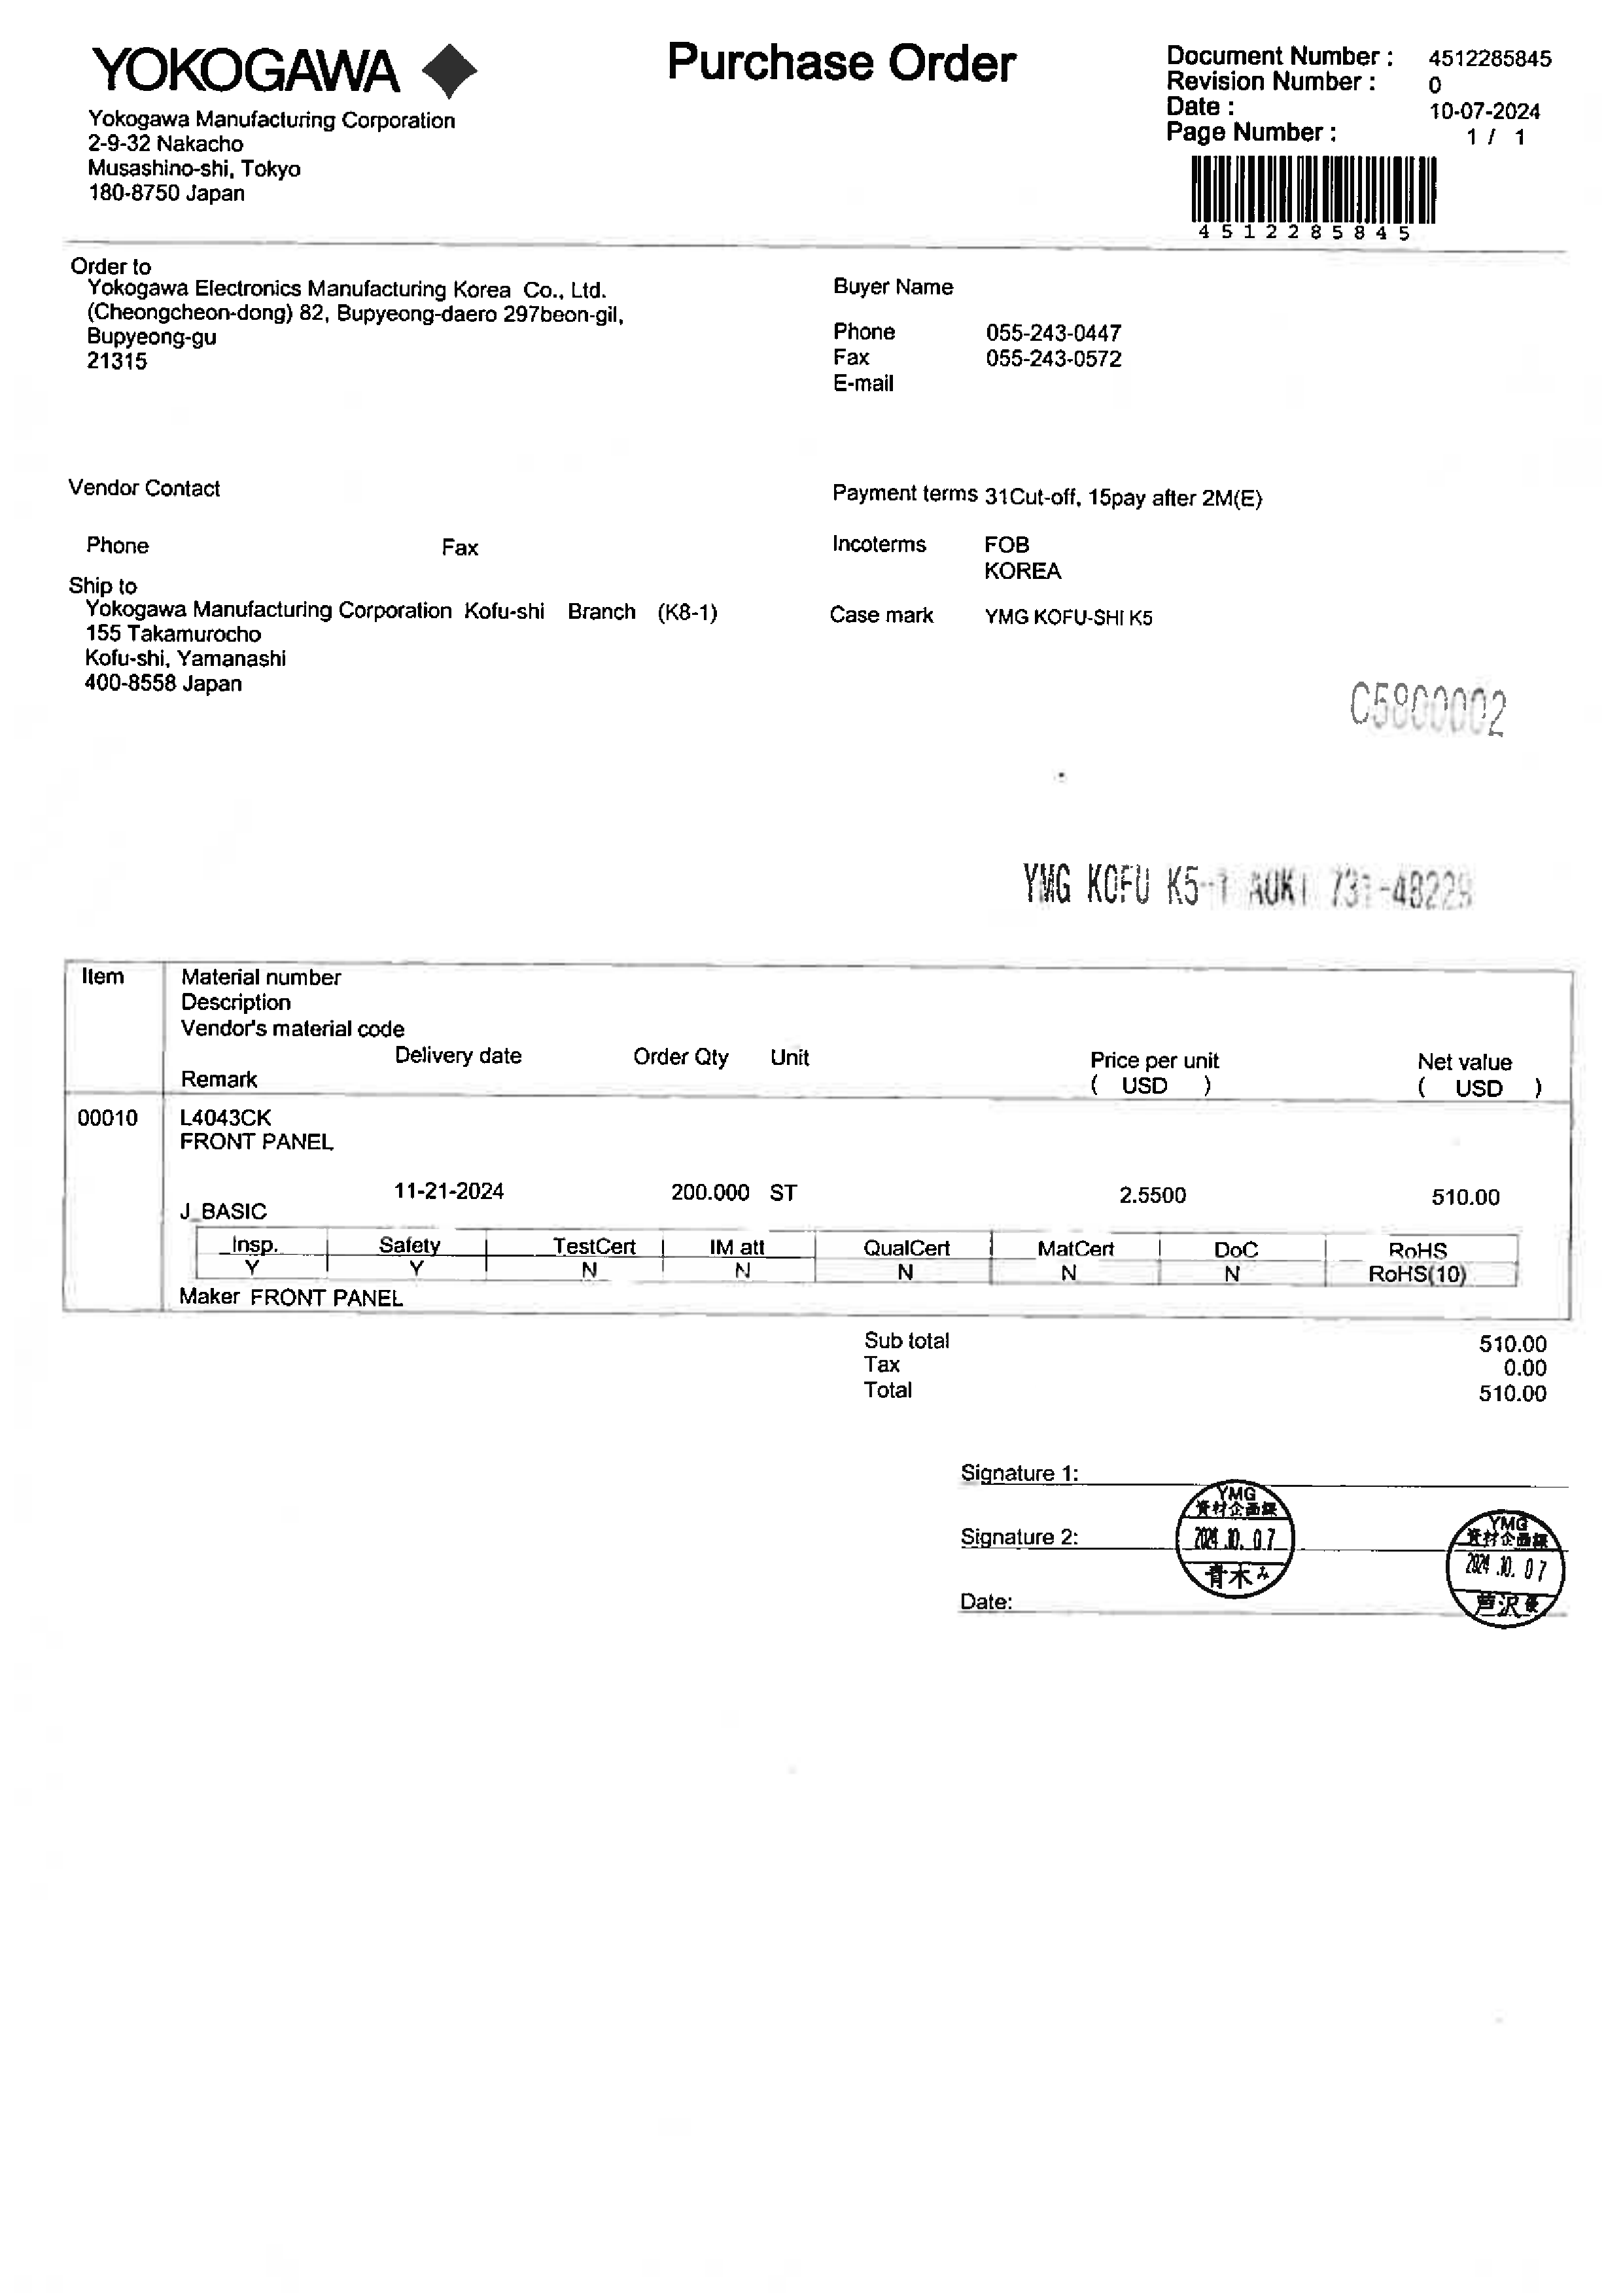 YOKOGAWA
Purchase Order
Document Number : 4512285845
Revision Number : 0
Date : 10-07-2024
Page Number : 1 / 1
4512285845
Yokogawa Manufacturing Corporation
2-9-32 Nakacho
Musashino-shi, Tokyo
180-8750 Japan
Order to
Yokogawa Electronics Manufacturing Korea Co., Ltd.
(Cheongcheon-dong) 82, Bupyeong-daero 297beon-gil,
Bupyeong-gu
21315
Buyer Name
Phone 055-243-0447
Fax 055-243-0572
E-mail
Vendor Contact
Phone Fax
Payment terms 31Cut-off, 15pay after 2M(E)
Incoterms FOB
KOREA
Ship to
Yokogawa Manufacturing Corporation Kofu-shi Branch (K8-1)
155 Takamurocho
Kofu-shi, Yamanashi
400-8558 Japan
Case mark YMG KOFU-SHI K5
C5800002
YMG KOFU K5-1 AOKI 731-48229
Item Material number
Description
Vendor's material code
Delivery date Order Qty Unit Price per unit Net value
Remark ( USD ) ( USD )
00010 L4043CK
FRONT PANEL
11-21-2024 200.000 ST 2.5500 510.00
J_BASIC
Insp. Safety TestCert IM att QualCert MatCert DoC RoHS
Y Y N N N N N RoHS(10)
Maker FRONT PANEL
Sub total 510.00
Tax 0.00
Total 510.00
Signature 1:
Signature 2:
Date:
YMG
資材企画課
2024.10.07
青木み
YMG
資材企画課
2024.10.07
芦沢優